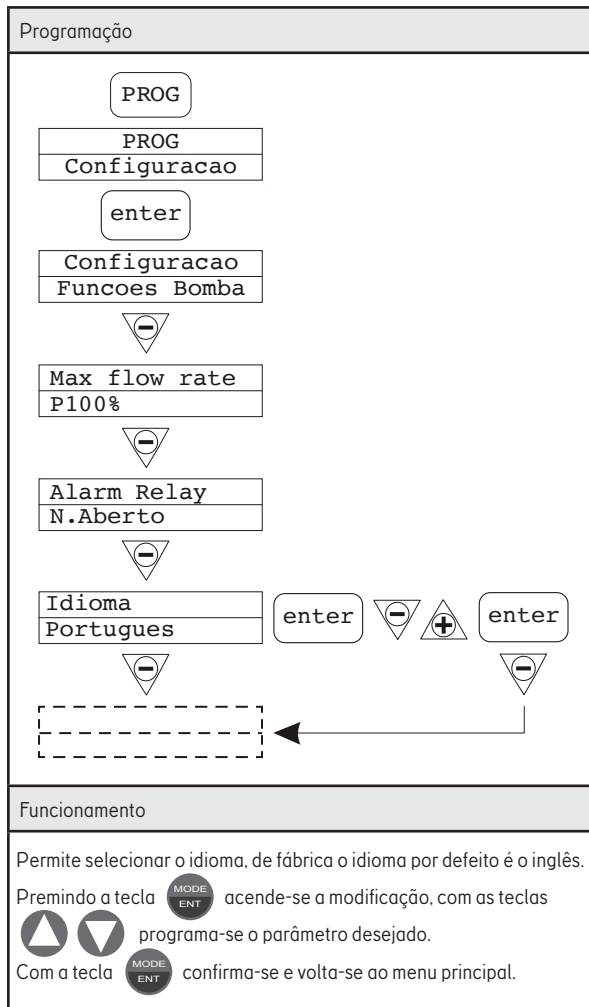 Programação
PROG
PROG
Configuracao
enter
Configuracao
Funcoes Bomba
Max flow rate
P100%
Alarm Relay
N.Aberto
Idioma
Portugues
enter
enter
Funcionamento
Permite selecionar o idioma, de fábrica o idioma por defeito é o inglês.
Premindo a tecla MODE ENT acende-se a modificação, com as teclas
programa-se o parâmetro desejado.
Com a tecla MODE ENT confirma-se e volta-se ao menu principal.